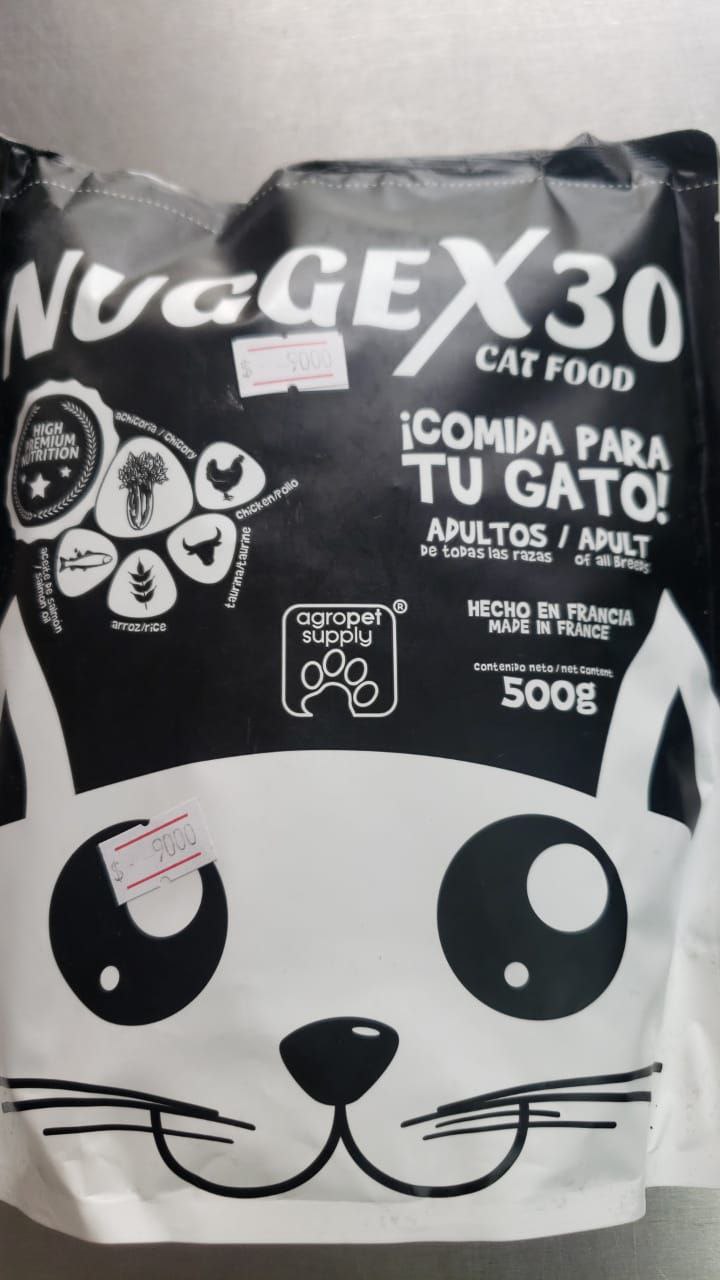 NUGGEX30
CAT FOOD
HIGH
PREMIUM
NUTRITION
achicoria / chicory
chicken/pollo
taurina/taurine
arroz/rice
aceite de salmón
/ salmon oil
¡COMIDA PARA
TU GATO!
ADULTOS / ADULT
De todas las razas of all Breeds
agropet
supply
®
HECHO EN FRANCIA
MADE IN FRANCE
contenido neto / net content
500g
$ 9000